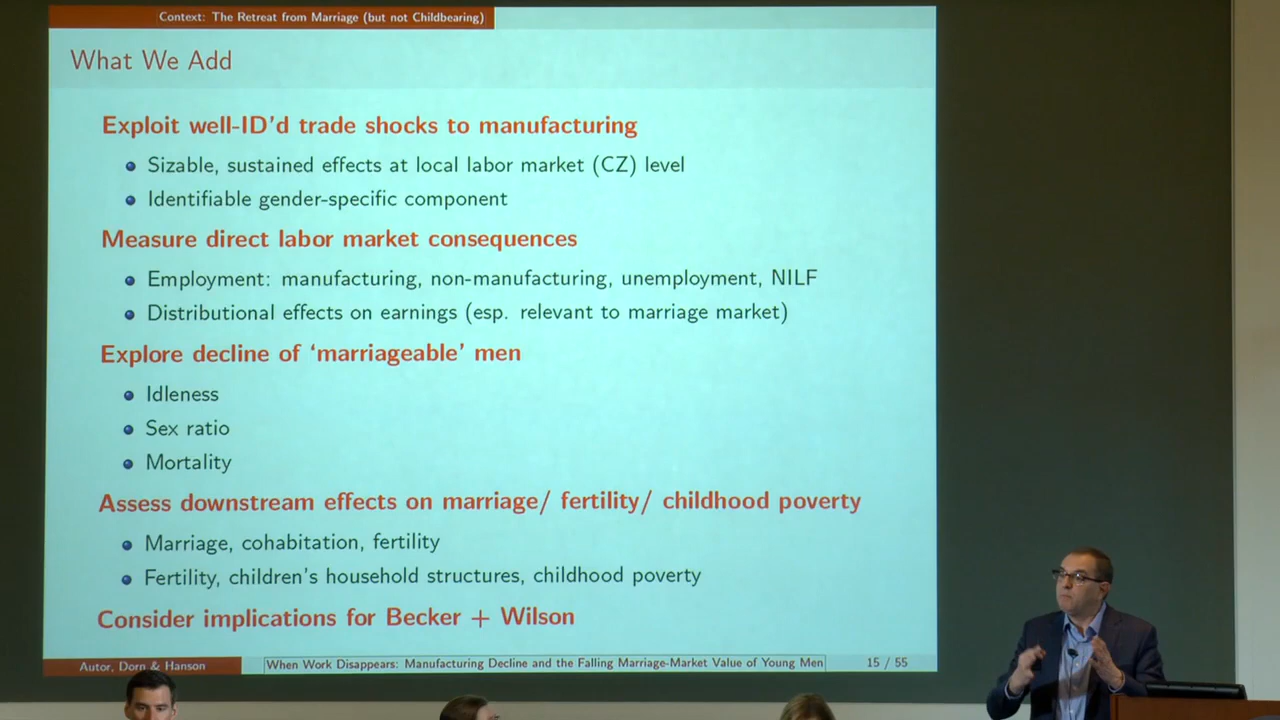 Context: The Retreat from Marriage (but not Childbearing)
What We Add
Exploit well-ID'd trade shocks to manufacturing
Sizable, sustained effects at local labor market (CZ) level
Identifiable gender-specific component
Measure direct labor market consequences
Employment: manufacturing, non-manufacturing, unemployment, NILF
Distributional effects on earnings (esp. relevant to marriage market)
Explore decline of ‘marriageable’ men
Idleness
Sex ratio
Mortality
Assess downstream effects on marriage/ fertility/ childhood poverty
Marriage, cohabitation, fertility
Fertility, children's household structures, childhood poverty
Consider implications for Becker + Wilson
Autor, Dorn & Hanson When Work Disappears: Manufacturing Decline and the Falling Marriage-Market Value of Young Men 15 / 55